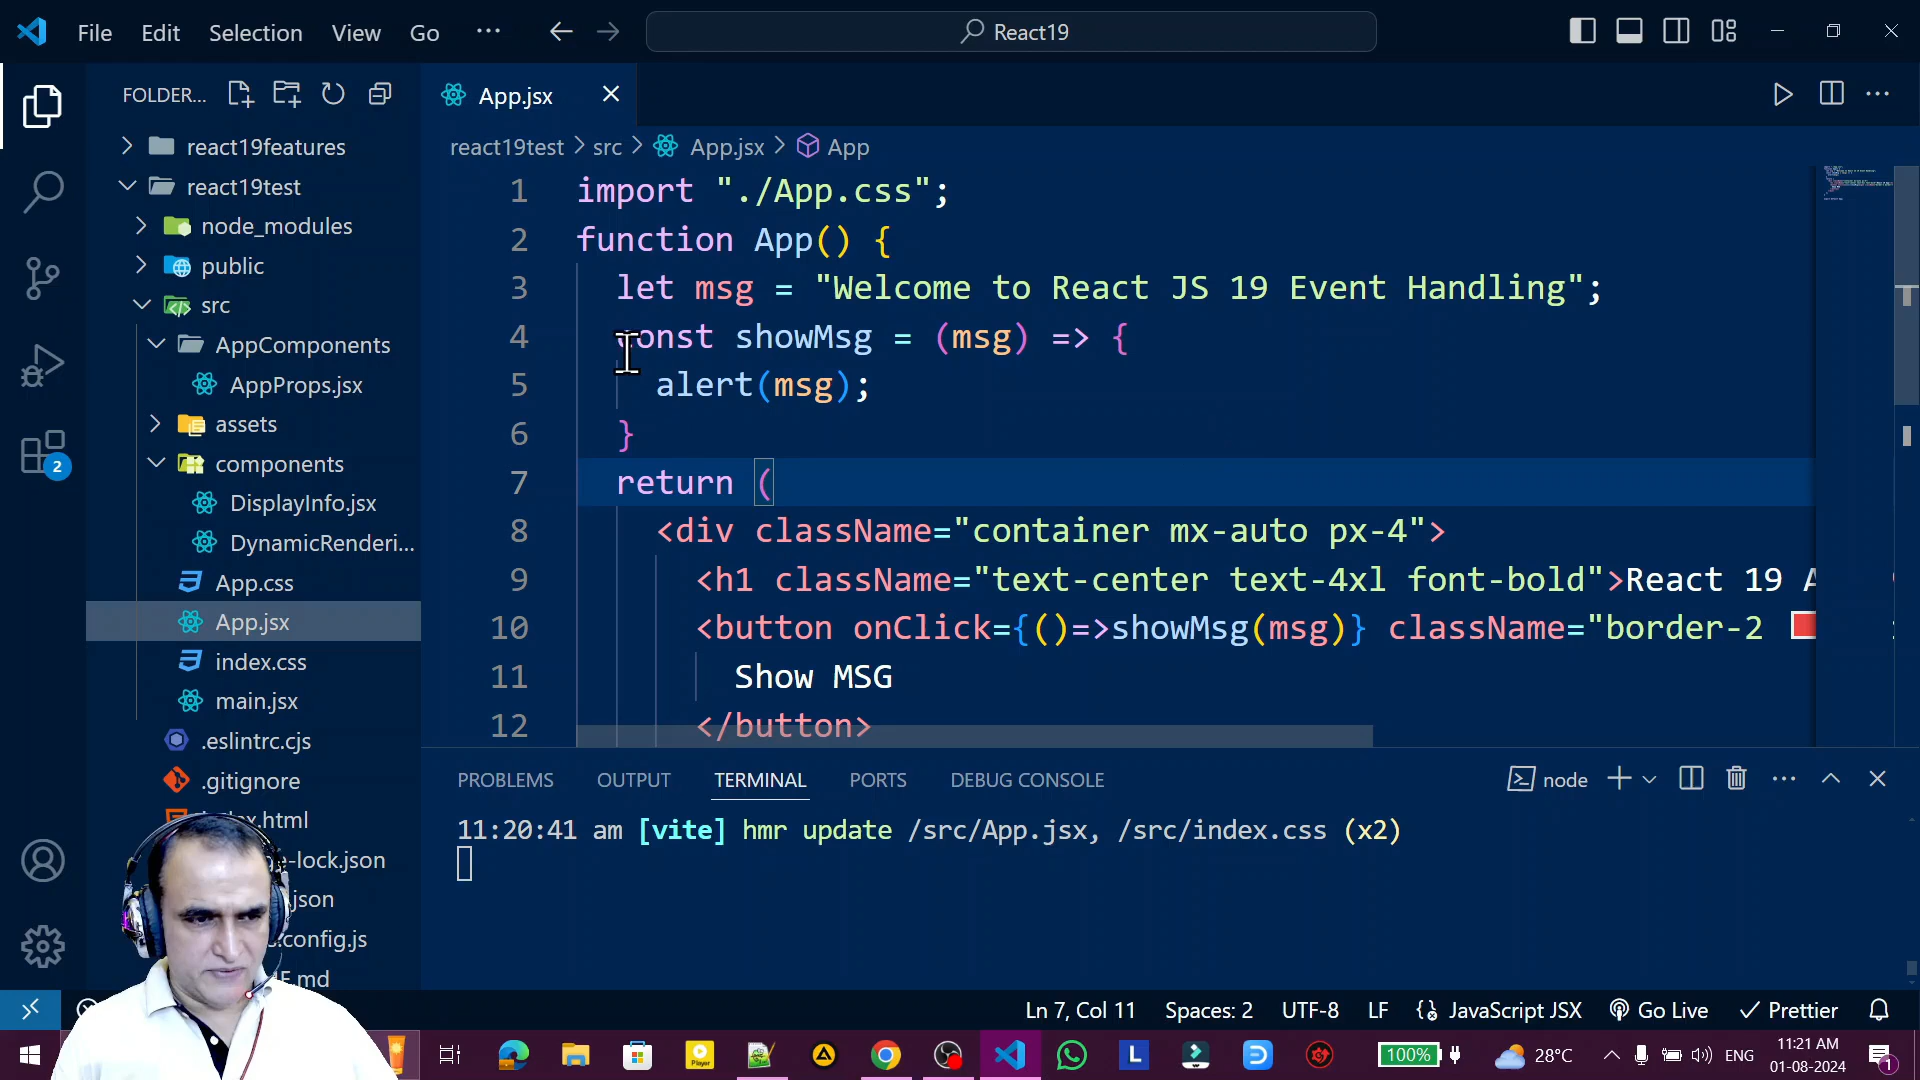 File Edit Selection View Go ··· React19
FOLDER... App.jsx
react19features
react19test
node_modules
public
src
AppComponents
AppProps.jsx
assets
components
DisplayInfo.jsx
DynamicRenderi...
App.css
App.jsx
index.css
main.jsx
.eslintrc.cjs
.gitignore
react19test > src > App.jsx > App
1 import "./App.css";
2 function App() {
3 let msg = "Welcome to React JS 19 Event Handling";
4 const showMsg = (msg) => {
5 alert(msg);
6 }
7 return (
8 <div className="container mx-auto px-4">
9 <h1 className="text-center text-4xl font-bold">React 19 A
10 <button onClick={()=>showMsg(msg)} className="border-2
11 Show MSG
12 </button>
PROBLEMS OUTPUT TERMINAL PORTS DEBUG CONSOLE node
11:20:41 am [vite] hmr update /src/App.jsx, /src/index.css (x2)
2
Ln 7, Col 11 Spaces: 2 UTF-8 LF JavaScript JSX Go Live Prettier
100% 28°C ENG 11:21 AM
01-08-2024
1